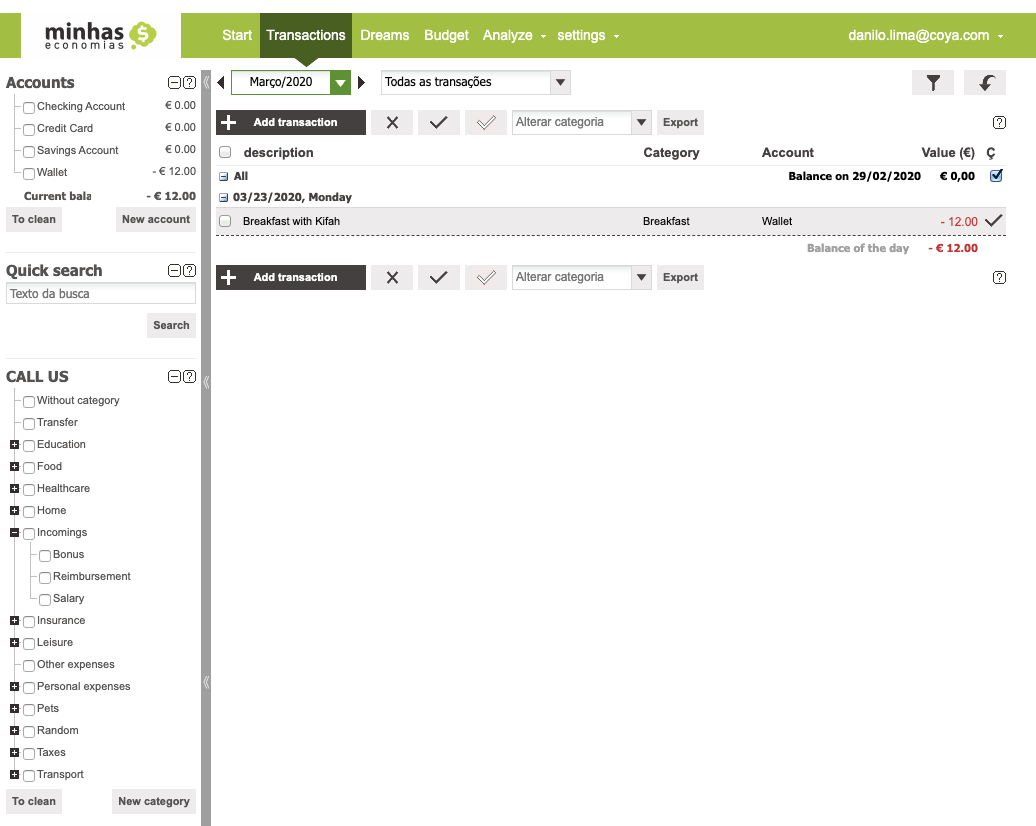 minhas economias
Start Transactions Dreams Budget Analyze settings danilo.lima@coya.com
Accounts
Checking Account € 0.00
Credit Card € 0.00
Savings Account € 0.00
Wallet - € 12.00
Current bala - € 12.00
To clean New account
Quick search
Texto da busca
Search
CALL US
Without category
Transfer
Education
Food
Healthcare
Home
Incomings
Bonus
Reimbursement
Salary
Insurance
Leisure
Other expenses
Personal expenses
Pets
Random
Taxes
Transport
To clean New category
Março/2020 Todas as transações
Add transaction Alterar categoria Export
description Category Account Value (€) Ç
All Balance on 29/02/2020 € 0,00
03/23/2020, Monday
Breakfast with Kifah Breakfast Wallet - 12.00
Balance of the day - € 12.00
Add transaction Alterar categoria Export